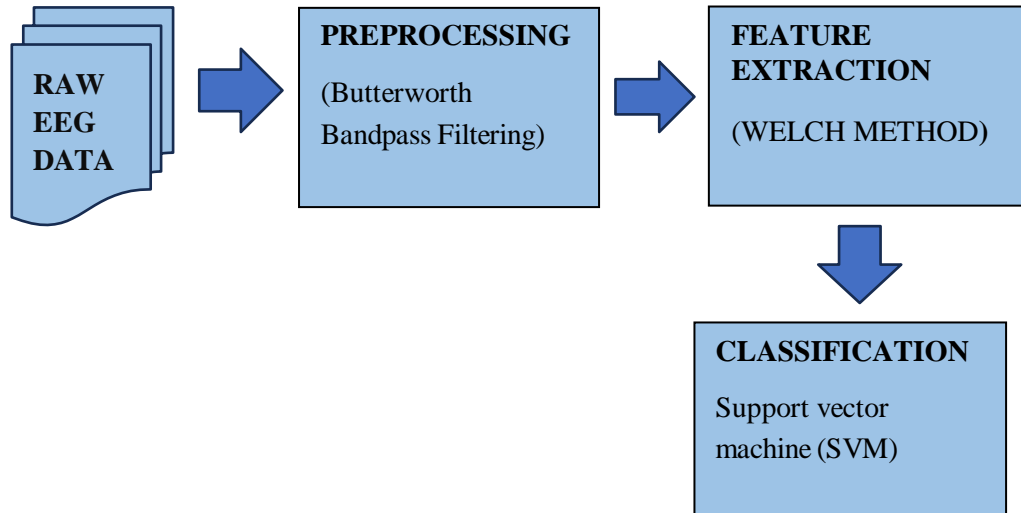 RAW
EEG
DATA
PREPROCESSING
(Butterworth
Bandpass Filtering)
FEATURE
EXTRACTION
(WELCH METHOD)
CLASSIFICATION
Support vector
machine (SVM)